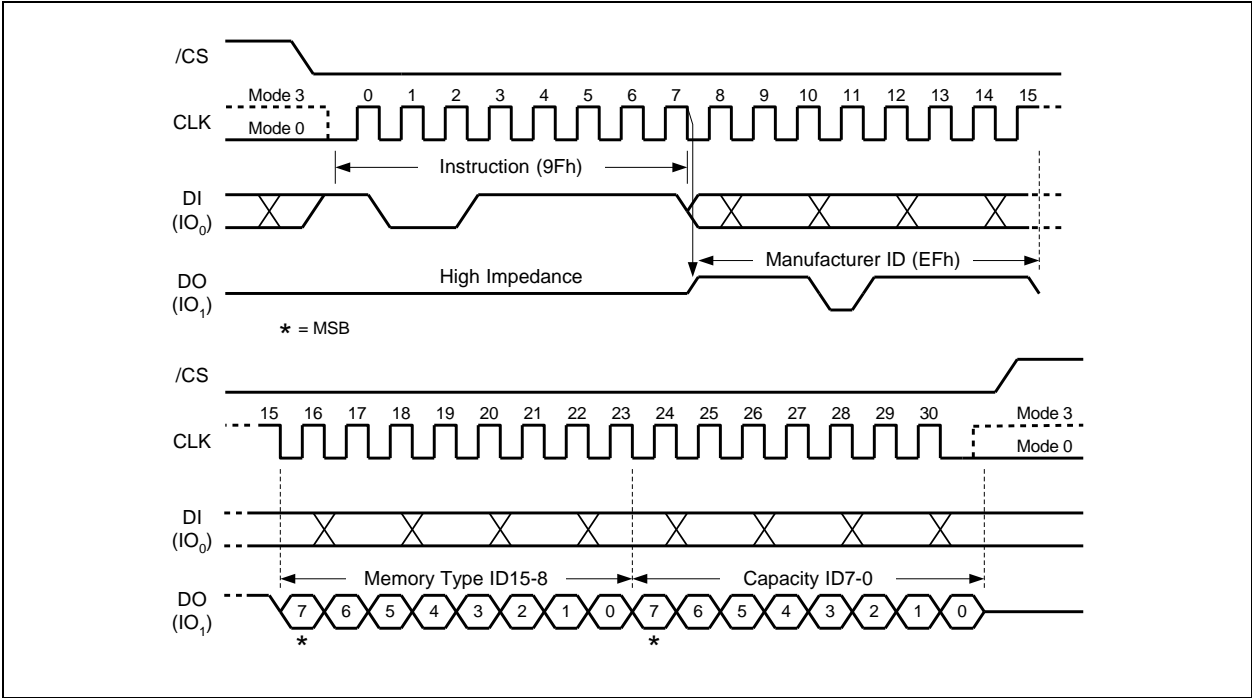 /CS
Mode 3 0 1 2 3 4 5 6 7 8 9 10 11 12 13 14 15
CLK
Mode 0
Instruction (9Fh)
DI
(IO0)
Manufacturer ID (EFh)
DO
(IO1)
High Impedance
* = MSB
/CS
15 16 17 18 19 20 21 22 23 24 25 26 27 28 29 30 Mode 3
CLK
Mode 0
DI
(IO0)
Memory Type ID15-8 Capacity ID7-0
DO
(IO1)
7 6 5 4 3 2 1 0 7 6 5 4 3 2 1 0
* *